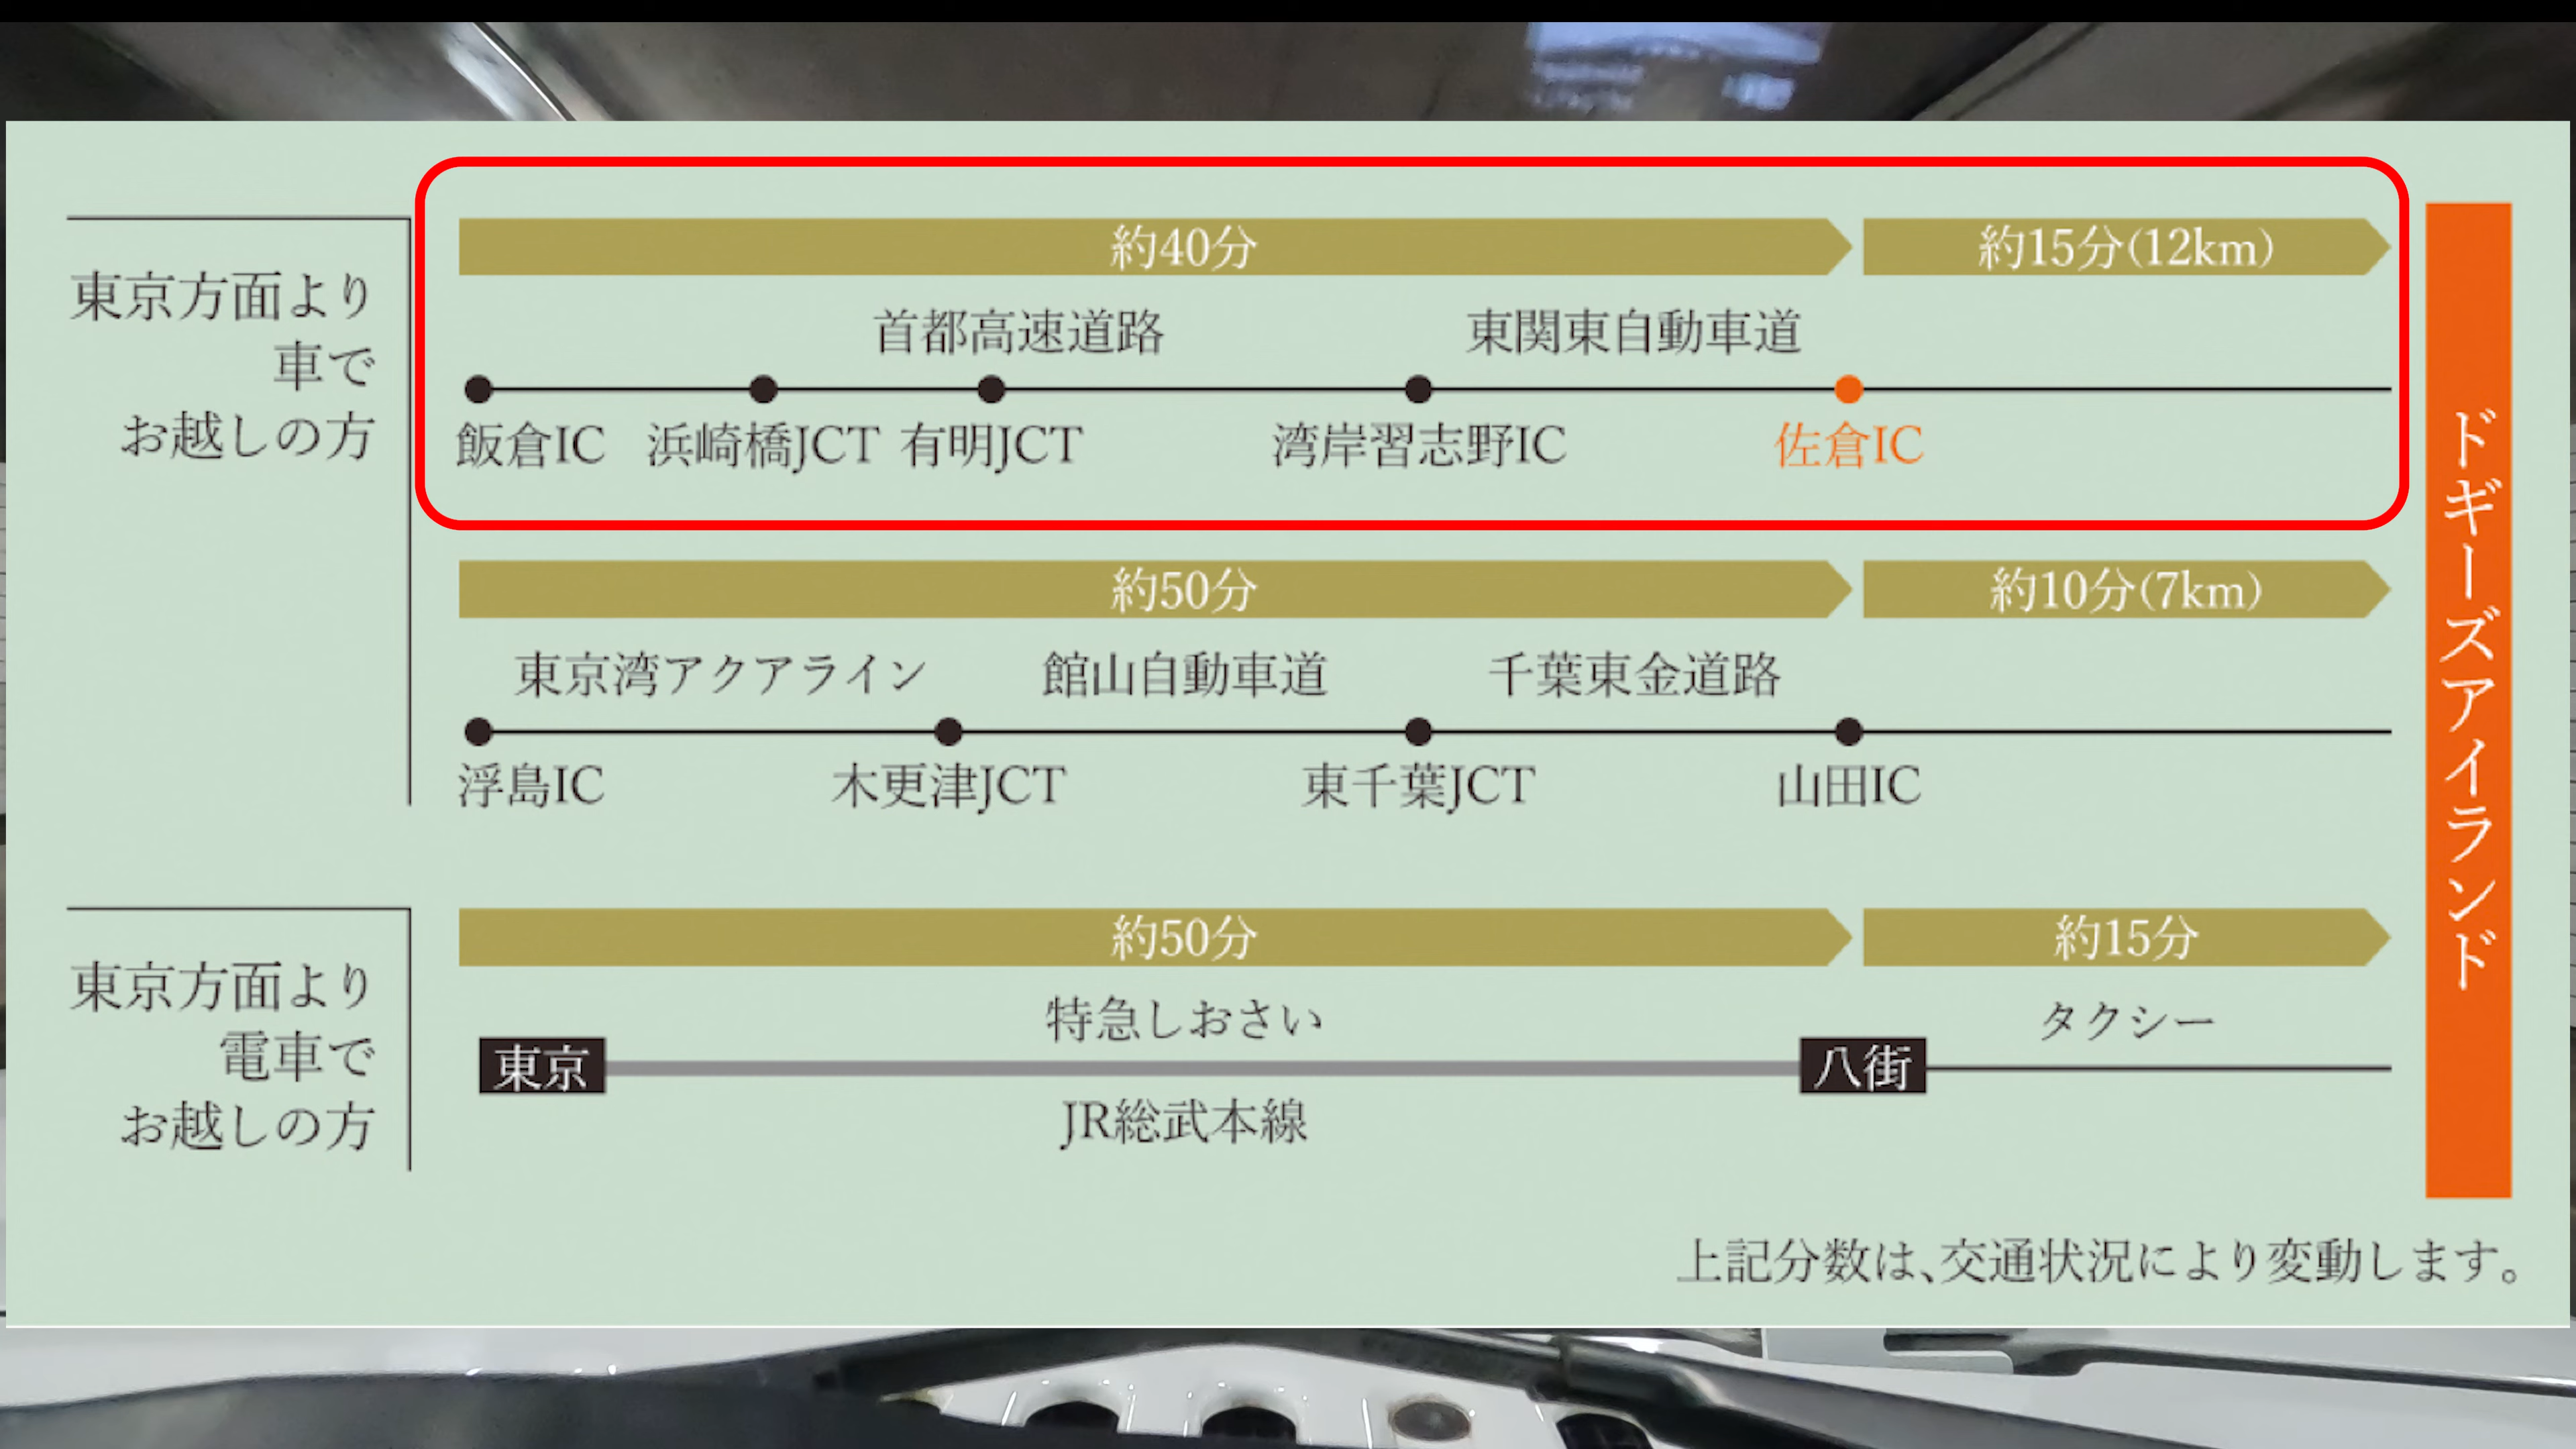 東京方面より
車で
お越しの方
約40分
約15分(12km)
首都高速道路
東関東自動車道
飯倉IC
浜崎橋JCT
有明JCT
湾岸習志野IC
佐倉IC
約50分
約10分(7km)
東京湾アクアライン
館山自動車道
千葉東金道路
浮島IC
木更津JCT
東千葉JCT
山田IC
東京方面より
電車で
お越しの方
約50分
約15分
特急しおさい
タクシー
東京
八街
JR総武本線
ドギーズアイランド
上記分数は、交通状況により変動します。